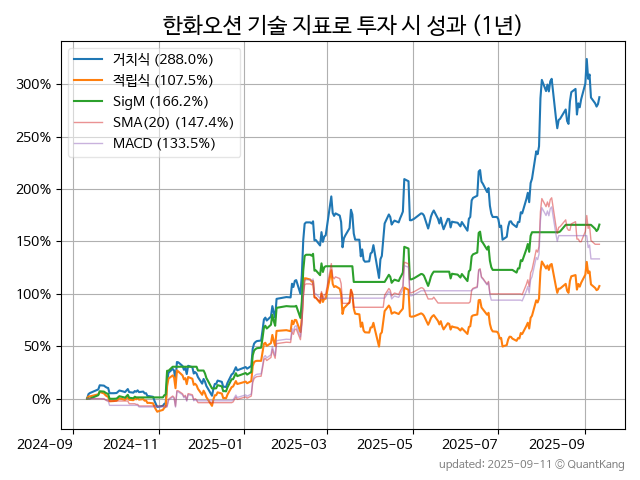 한화오션 기술 지표로 투자 시 성과 (1년)
거치식 (288.0%)
적립식 (107.5%)
SigM (166.2%)
SMA(20) (147.4%)
MACD (133.5%)
300%
250%
200%
150%
100%
50%
0%
2024-09 2024-11 2025-01 2025-03 2025-05 2025-07 2025-09
updated: 2025-09-11 © QuantKang